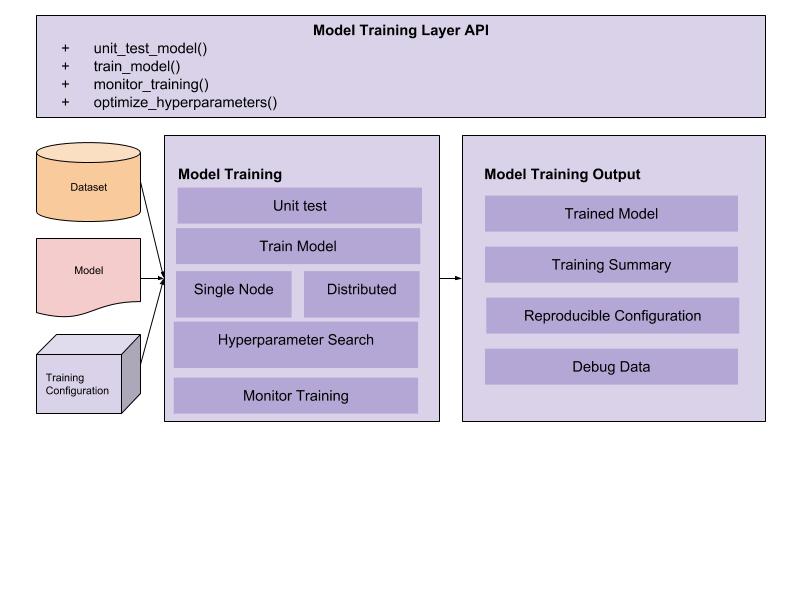 Model Training Layer API
+ unit_test_model()
+ train_model()
+ monitor_training()
+ optimize_hyperparameters()
Dataset
Model
Training
Configuration
Model Training
Unit test
Train Model
Single Node
Distributed
Hyperparameter Search
Monitor Training
Model Training Output
Trained Model
Training Summary
Reproducible Configuration
Debug Data